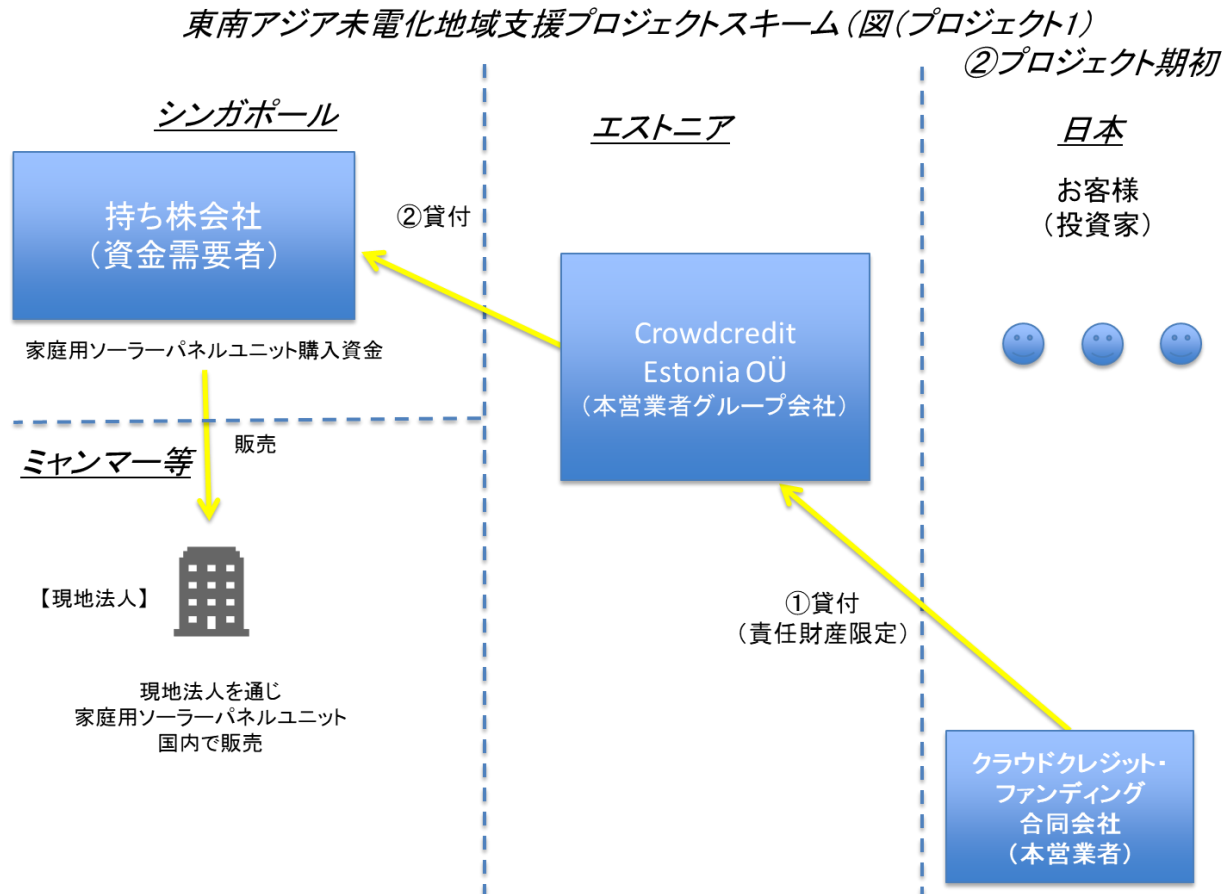 東南アジア未電化地域支援プロジェクトスキーム(図(プロジェクト1)
②プロジェクト期初
シンガポール
持ち株会社
(資金需要者)
家庭用ソーラーパネルユニット購入資金
②貸付
販売
ミャンマー等
【現地法人】
現地法人を通じ
家庭用ソーラーパネルユニット
国内で販売
エストニア
Crowdcredit
Estonia OÜ
(本営業者グループ会社)
①貸付
(責任財産限定)
日本
お客様
(投資家)
クラウドクレジット・
ファンディング
合同会社
(本営業者)